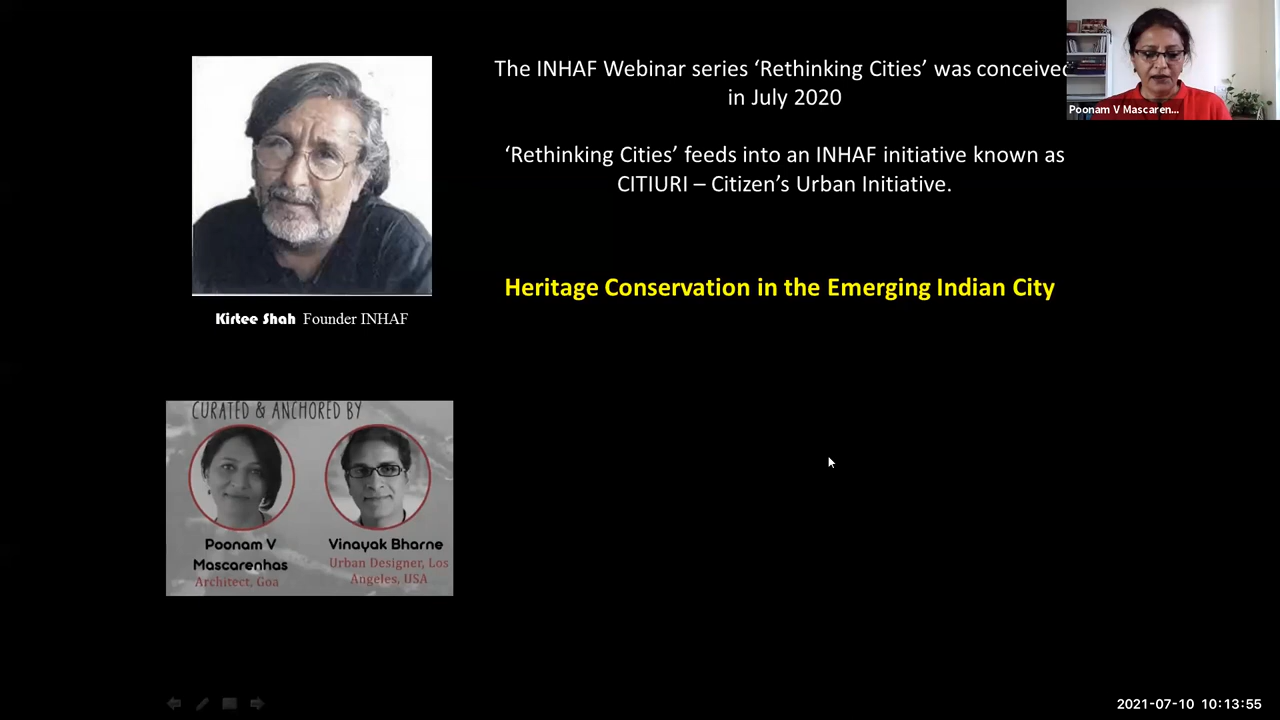 The INHAF Webinar series ‘Rethinking Cities’ was conceived
in July 2020
‘Rethinking Cities’ feeds into an INHAF initiative known as
CITIURI – Citizen’s Urban Initiative.
Heritage Conservation in the Emerging Indian City
Kirtee Shah Founder INHAF
CURATED & ANCHORED BY
Poonam V
Mascarenhas
Architect, Goa
Vinayak Bharne
Urban Designer, Los
Angeles, USA
Poonam V Mascaren...
2021-07-10 10:13:55